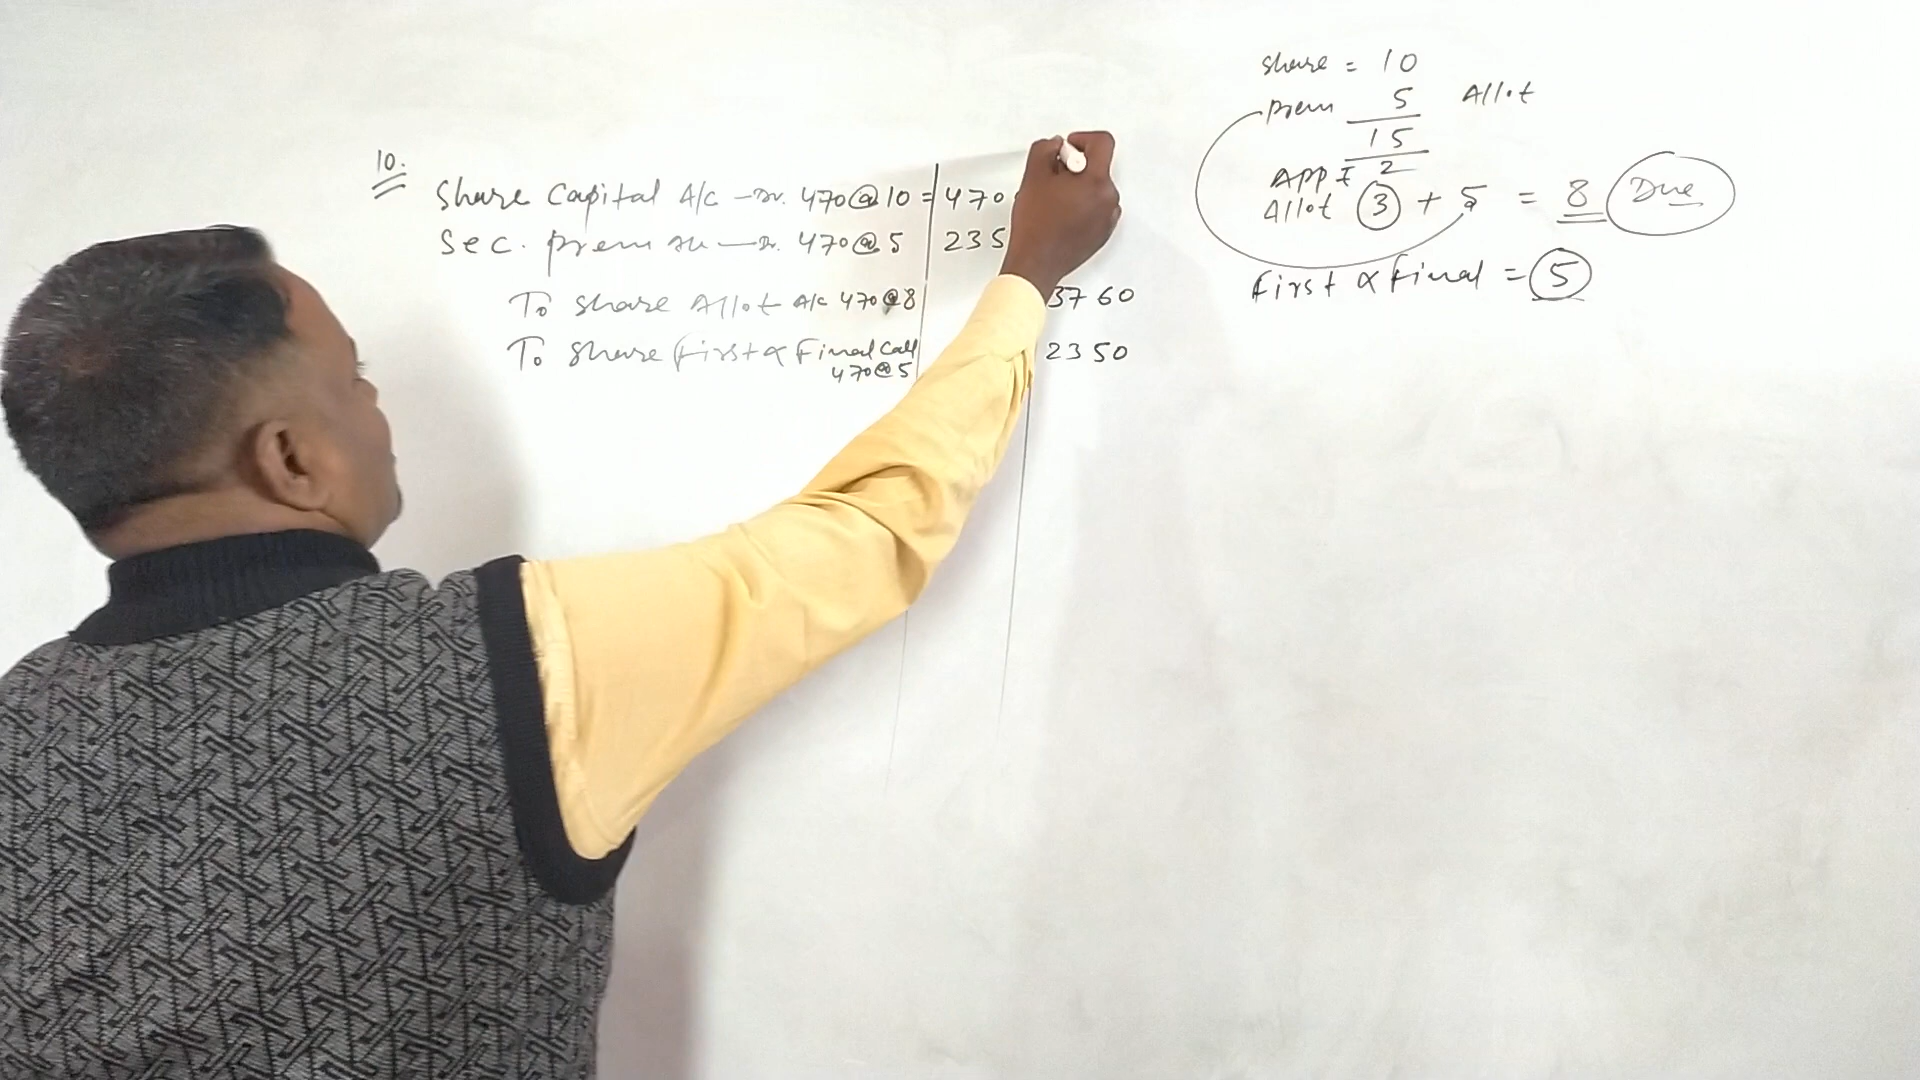 10.
Share Capital A/c - Dr. 470@10 = 470
Sec. prem - Dr. 470@5 235
To share Allot A/c 470@8 3760
To Share First & Final Call 2350
470@5
share = 10
prem 5 Allot
15
APP I 2
Allot 3 + 5 = 8 Due
First & Final = 5